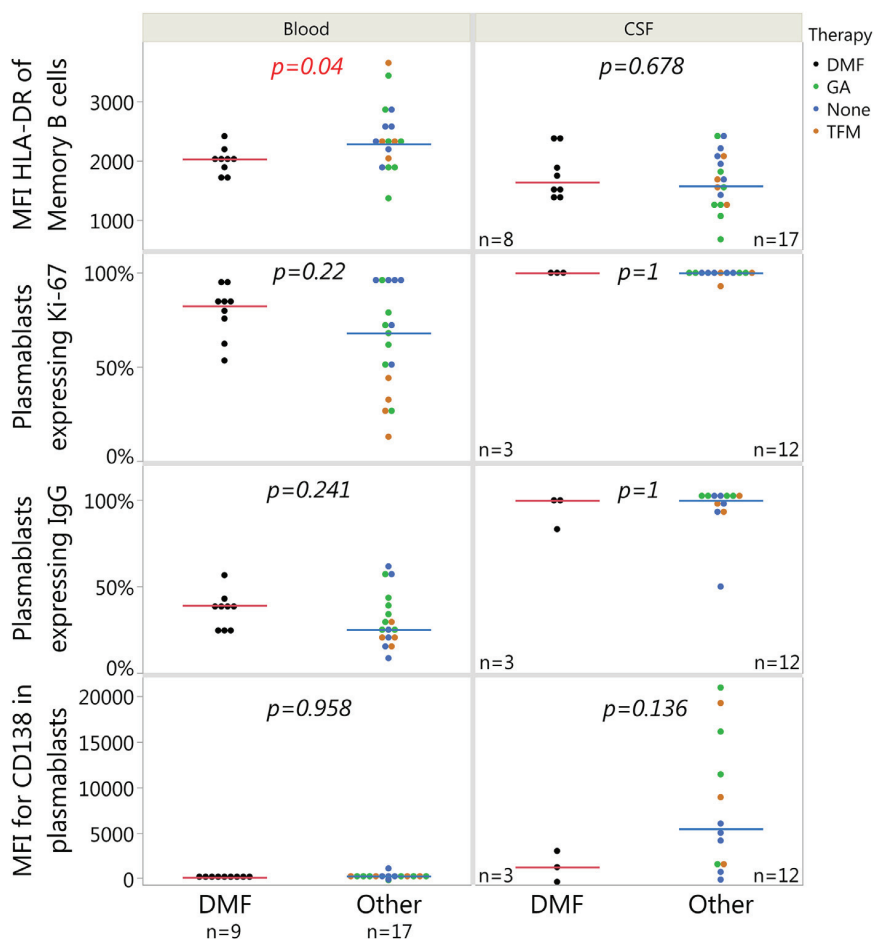 Blood
CSF
Therapy
DMF
GA
None
TFM
MFI HLA-DR of
Memory B cells
3000
2000
1000
p=0.04
p=0.678
n=8
n=17
Plasmablasts
expressing Ki-67
100%
50%
0%
p=0.22
p=1
n=3
n=12
Plasmablasts
expressing IgG
100%
50%
0%
p=0.241
p=1
n=3
n=12
MFI for CD138 in
plasmablasts
20000
15000
10000
5000
0
p=0.958
p=0.136
n=3
n=12
DMF
Other
DMF
Other
n=9
n=17